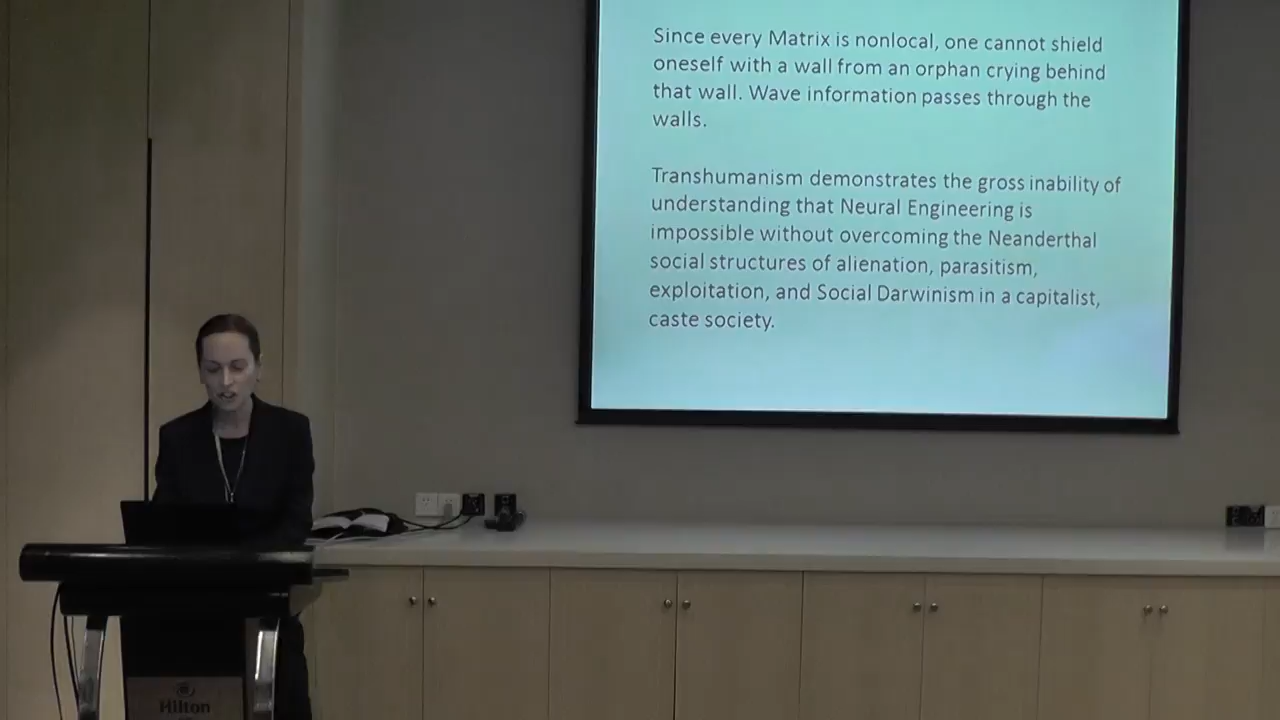 Since every Matrix is nonlocal, one cannot shield
oneself with a wall from an orphan crying behind
that wall. Wave information passes through the
walls.
Transhumanism demonstrates the gross inability of
understanding that Neural Engineering is
impossible without overcoming the Neanderthal
social structures of alienation, parasitism,
exploitation, and Social Darwinism in a capitalist,
caste society.
Hilton